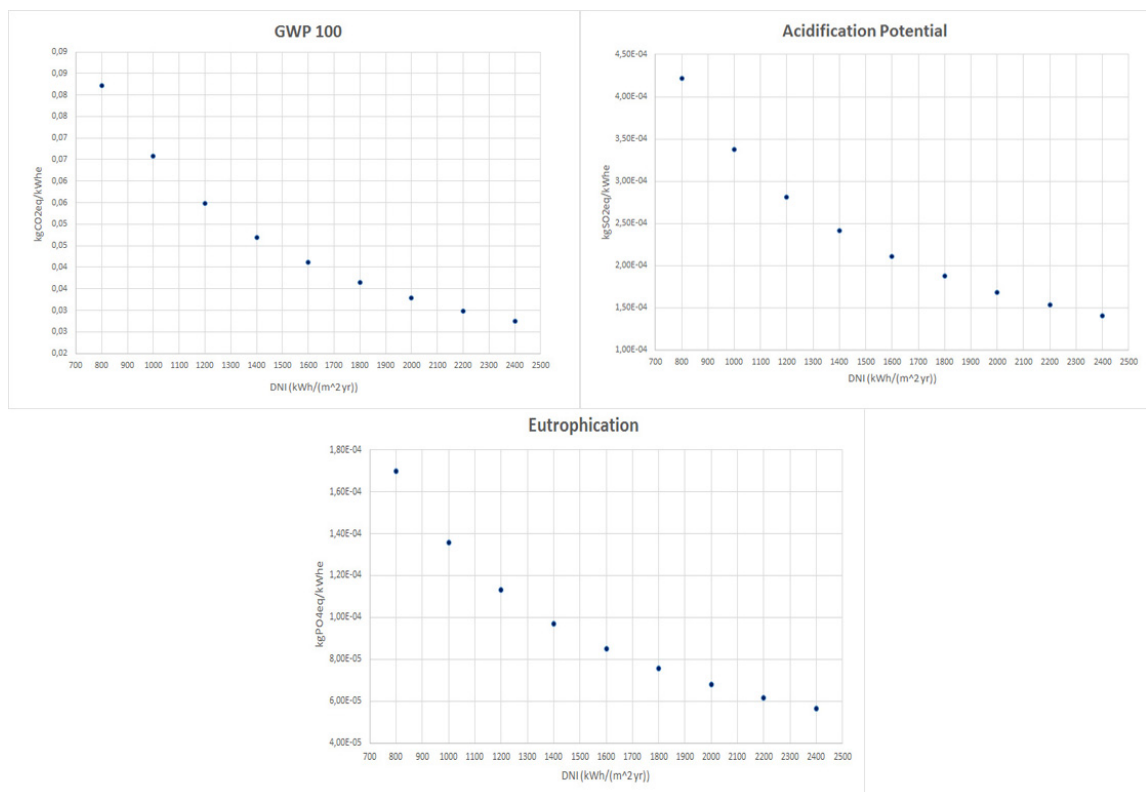 GWP 100
0,09
0,09
0,08
0,08
0,07
0,07
0,06
0,06
0,05
0,05
0,04
0,04
0,03
0,03
0,02
kgCO2eq/kWhe
700 800 900 1000 1100 1200 1300 1400 1500 1600 1700 1800 1900 2000 2100 2200 2300 2400 2500
DNI (kWh/(m^2 yr))
Acidification Potential
4,50E-04
4,00E-04
3,50E-04
3,00E-04
2,50E-04
2,00E-04
1,50E-04
1,00E-04
kgSO2eq/kWhe
700 800 900 1000 1100 1200 1300 1400 1500 1600 1700 1800 1900 2000 2100 2200 2300 2400 2500
DNI (kWh/(m^2 yr))
Eutrophication
1,80E-04
1,60E-04
1,40E-04
1,20E-04
1,00E-04
8,00E-05
6,00E-05
4,00E-05
kgPO4eq/kWhe
700 800 900 1000 1100 1200 1300 1400 1500 1600 1700 1800 1900 2000 2100 2200 2300 2400 2500
DNI (kWh/(m^2 yr))